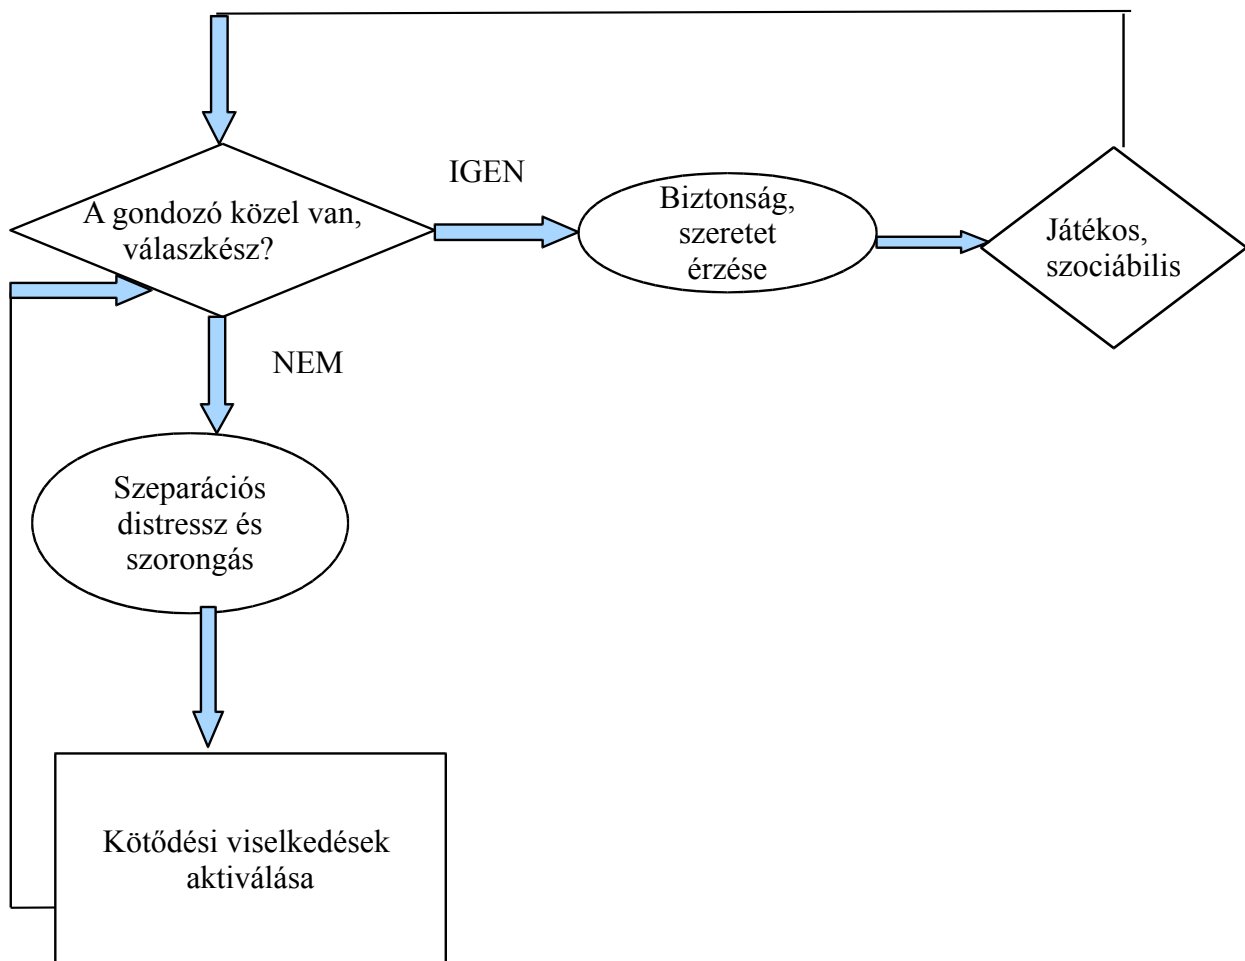 A gondozó közel van,
válaszkész?
IGEN
Biztonság,
szeretet
érzése
Játékos,
szociábilis
NEM
Szeparációs
distressz és
szorongás
Kötődési viselkedések
aktiválása